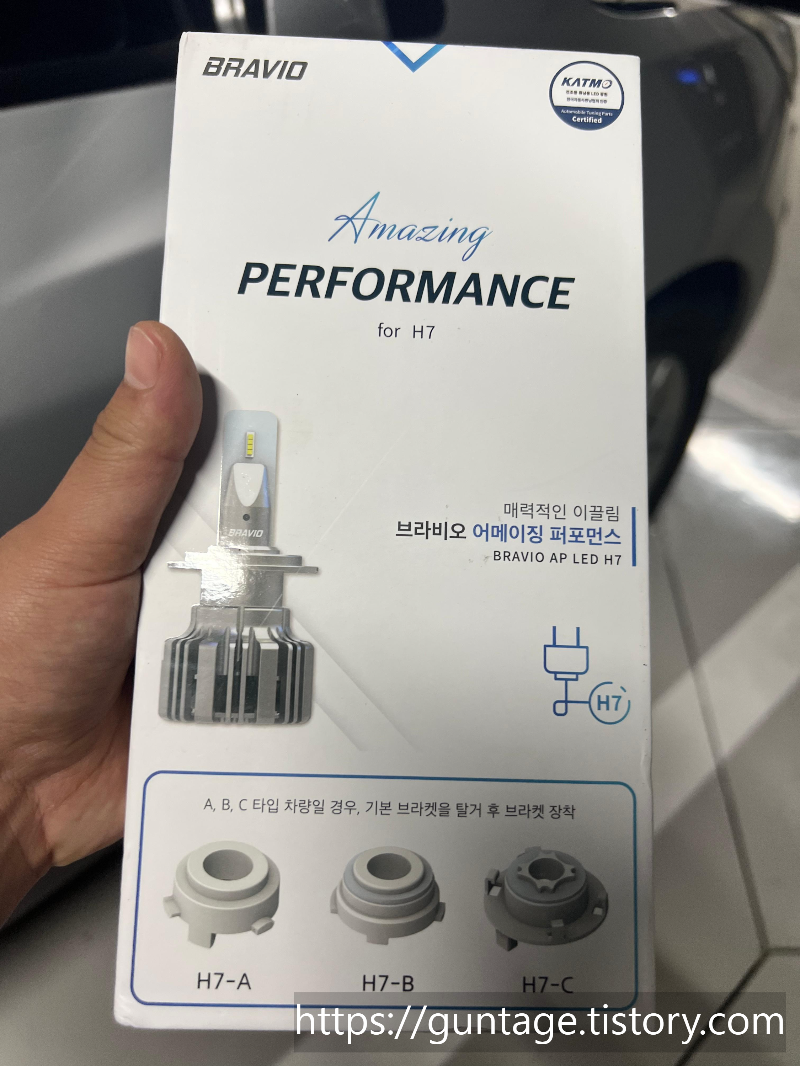 BRAVIO
KATMO
Automobile Tuning Parts
Certified
Amazing
PERFORMANCE
for H7
BRAVIO
매력적인 이끌림
브라비오 어메이징 퍼포먼스
BRAVIO AP LED H7
H7
A, B, C 타입 차량일 경우, 기본 브라켓을 탈거 후 브라켓 장착
H7-A
H7-B
H7-C
https://guntage.tistory.com